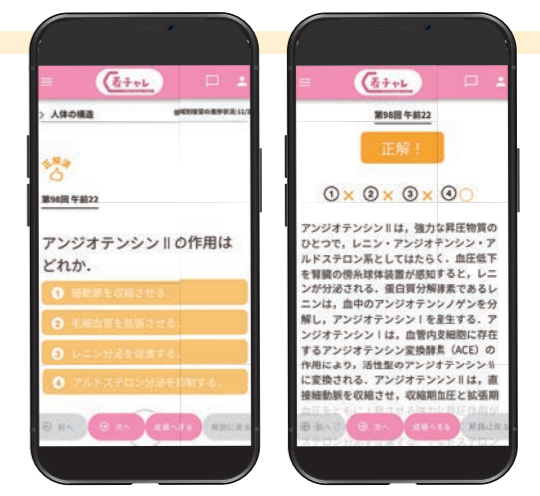 若チャレ
人体の構造
正解済
第98回 午前22
アンジオテンシンⅡの作用は
どれか．
1 細動脈を収縮させる．
2 毛細血管を拡張させる．
3 レニン分泌を促進する．
4 アルドステロン分泌を抑制する．
前へ 次へ 成績へ戻る 解説に戻る
若チャレ
第98回 午前22
正解！
①× ②× ③× ④○
アンジオテンシンⅡは，強力な昇圧物質の
ひとつで，レニン・アンジオテンシン・ア
ルドステロン系としてはたらく．血圧低下
を腎臓の傍糸球体装置が感知すると，レニ
ンが分泌される．蛋白質分解酵素であるレ
ニンは，血中のアンジオテンシノゲンを分
解し，アンジオテンシンⅠを産生する．ア
ンジオテンシンⅠは，血管内皮細胞に存在
するアンジオテンシン変換酵素（ACE）の
作用により，活性型のアンジオテンシンⅡ
に変換される．アンジオテンシンⅡは，直
接細動脈を収縮させ，収縮期血圧と拡張期
次へ 成績へ戻る